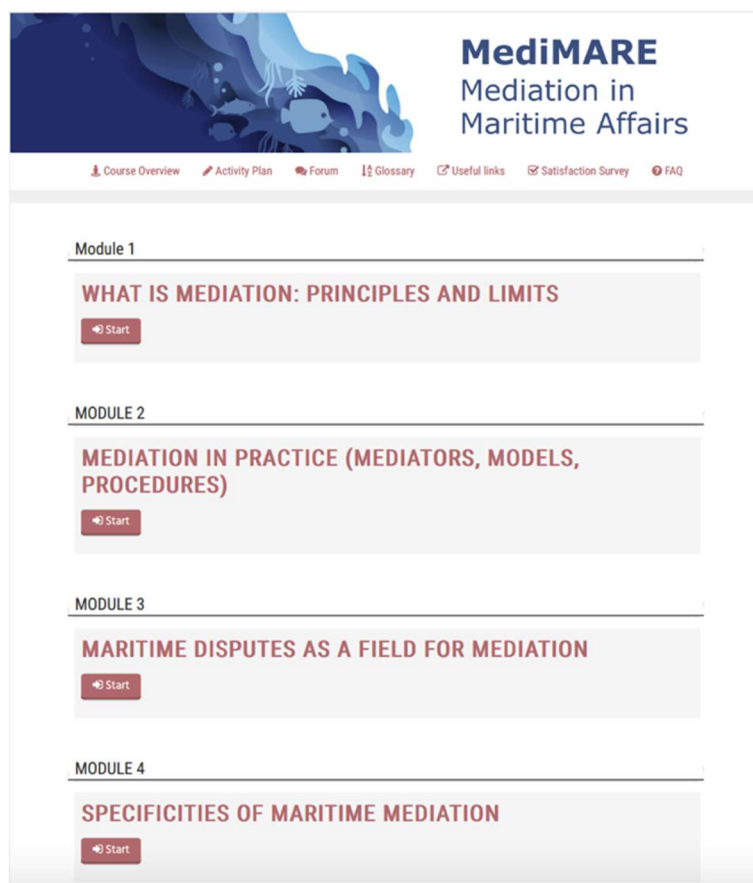 MediMARE
Mediation in
Maritime Affairs
Course Overview Activity Plan Forum Glossary Useful links Satisfaction Survey FAQ
Module 1
WHAT IS MEDIATION: PRINCIPLES AND LIMITS
Start
MODULE 2
MEDIATION IN PRACTICE (MEDIATORS, MODELS,
PROCEDURES)
Start
MODULE 3
MARITIME DISPUTES AS A FIELD FOR MEDIATION
Start
MODULE 4
SPECIFICITIES OF MARITIME MEDIATION
Start